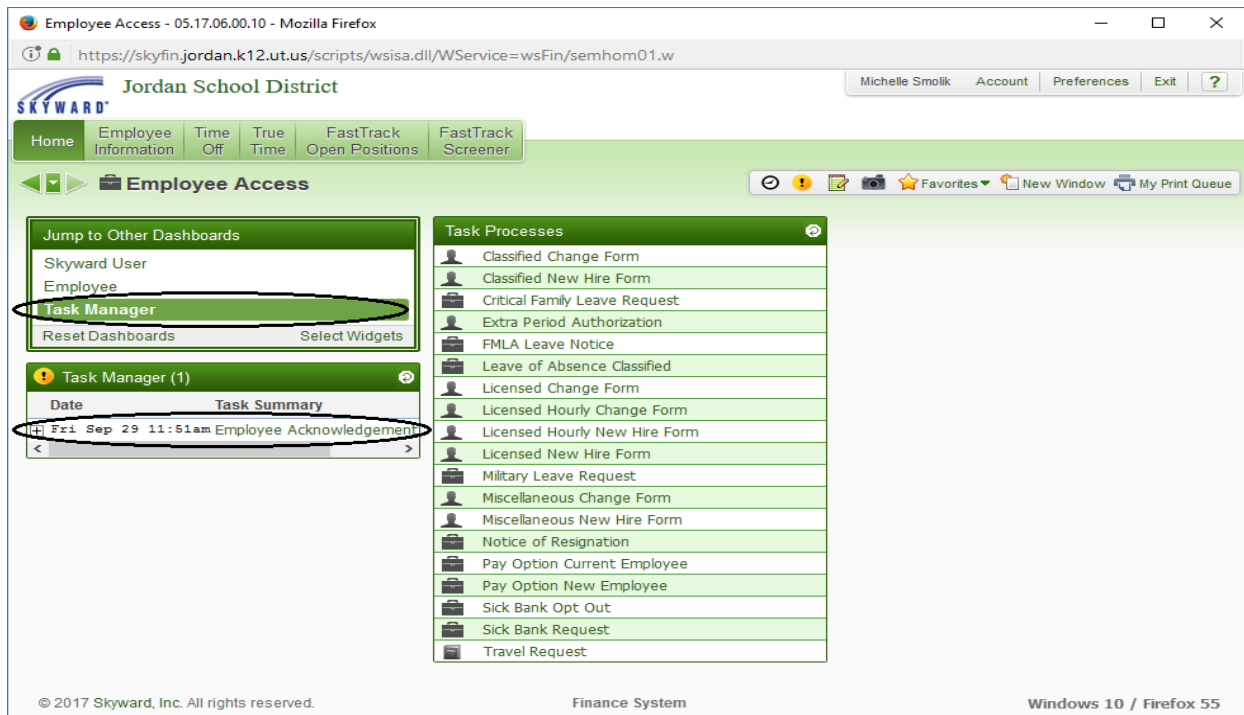 Employee Access - 05.17.06.00.10 - Mozilla Firefox
https://skyfin.jordan.k12.ut.us/scripts/wsisa.dll/WService=wsFin/semhom01.w
SKYWARD
Jordan School District
Michelle Smolik Account Preferences Exit ?
Home Employee Information Time Off True Time FastTrack Open Positions FastTrack Screener
Employee Access
Favorites New Window My Print Queue
Jump to Other Dashboards
Skyward User
Employee
Task Manager
Reset Dashboards Select Widgets
Task Manager (1)
Date Task Summary
Fri Sep 29 11:51am Employee Acknowledgement
Task Processes
Classified Change Form
Classified New Hire Form
Critical Family Leave Request
Extra Period Authorization
FMLA Leave Notice
Leave of Absence Classified
Licensed Change Form
Licensed Hourly Change Form
Licensed Hourly New Hire Form
Licensed New Hire Form
Military Leave Request
Miscellaneous Change Form
Miscellaneous New Hire Form
Notice of Resignation
Pay Option Current Employee
Pay Option New Employee
Sick Bank Opt Out
Sick Bank Request
Travel Request
© 2017 Skyward, Inc. All rights reserved. Finance System Windows 10 / Firefox 55